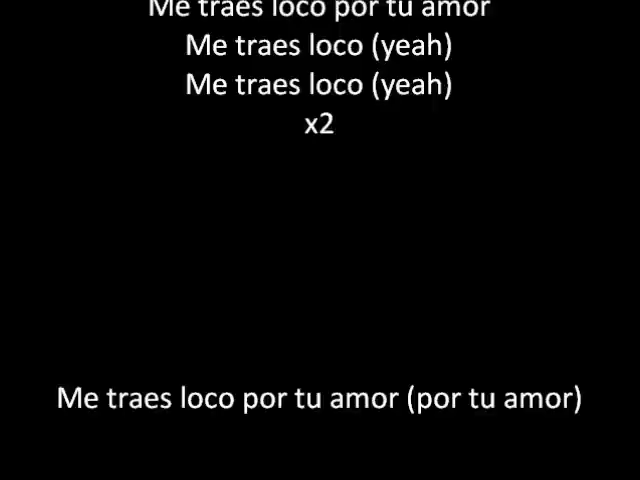 Me traes loco por tu amor
Me traes loco (yeah)
Me traes loco (yeah)
x2
Me traes loco por tu amor (por tu amor)